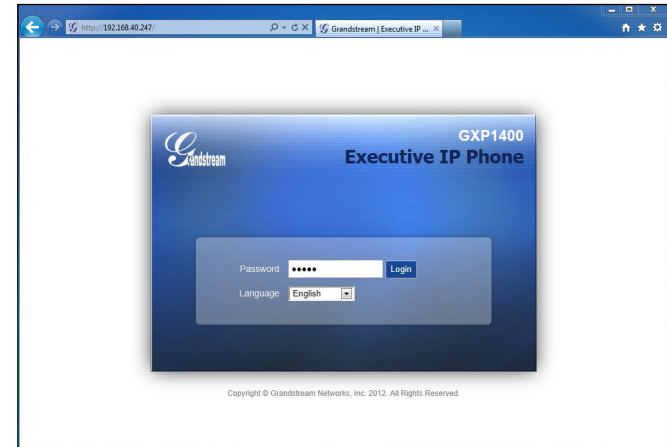 http://192.168.40.247/
Grandstream | Executive IP ...
Grandstream
GXP1400
Executive IP Phone
Password ••••• Login
Language English
Copyright © Grandstream Networks, Inc. 2012. All Rights Reserved.